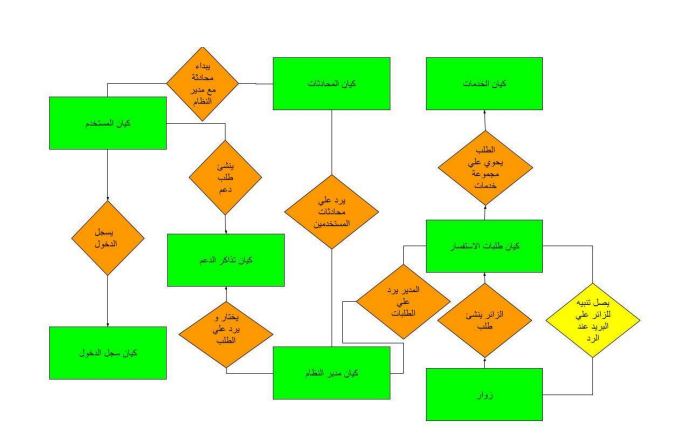 يبداء
محادثة
مع مدير
النظام
كيان المحادثات
كيان الخدمات
كيان المستخدم
ينشئ
طلب
دعم
الطلب
يحوي علي
مجموعة
خدمات
يرد علي
محادثات
المستخدمين
يسجل
الدخول
كيان تذاكر الدعم
كيان طلبات الاستفسار
المدير يرد
علي
الطلبات
الزائر ينشئ
طلب
يصل تنبيه
للزائر علي
البريد عند
الرد
يختار و
يرد علي
الطلب
كيان سجل الدخول
كيان مدير النظام
زوار